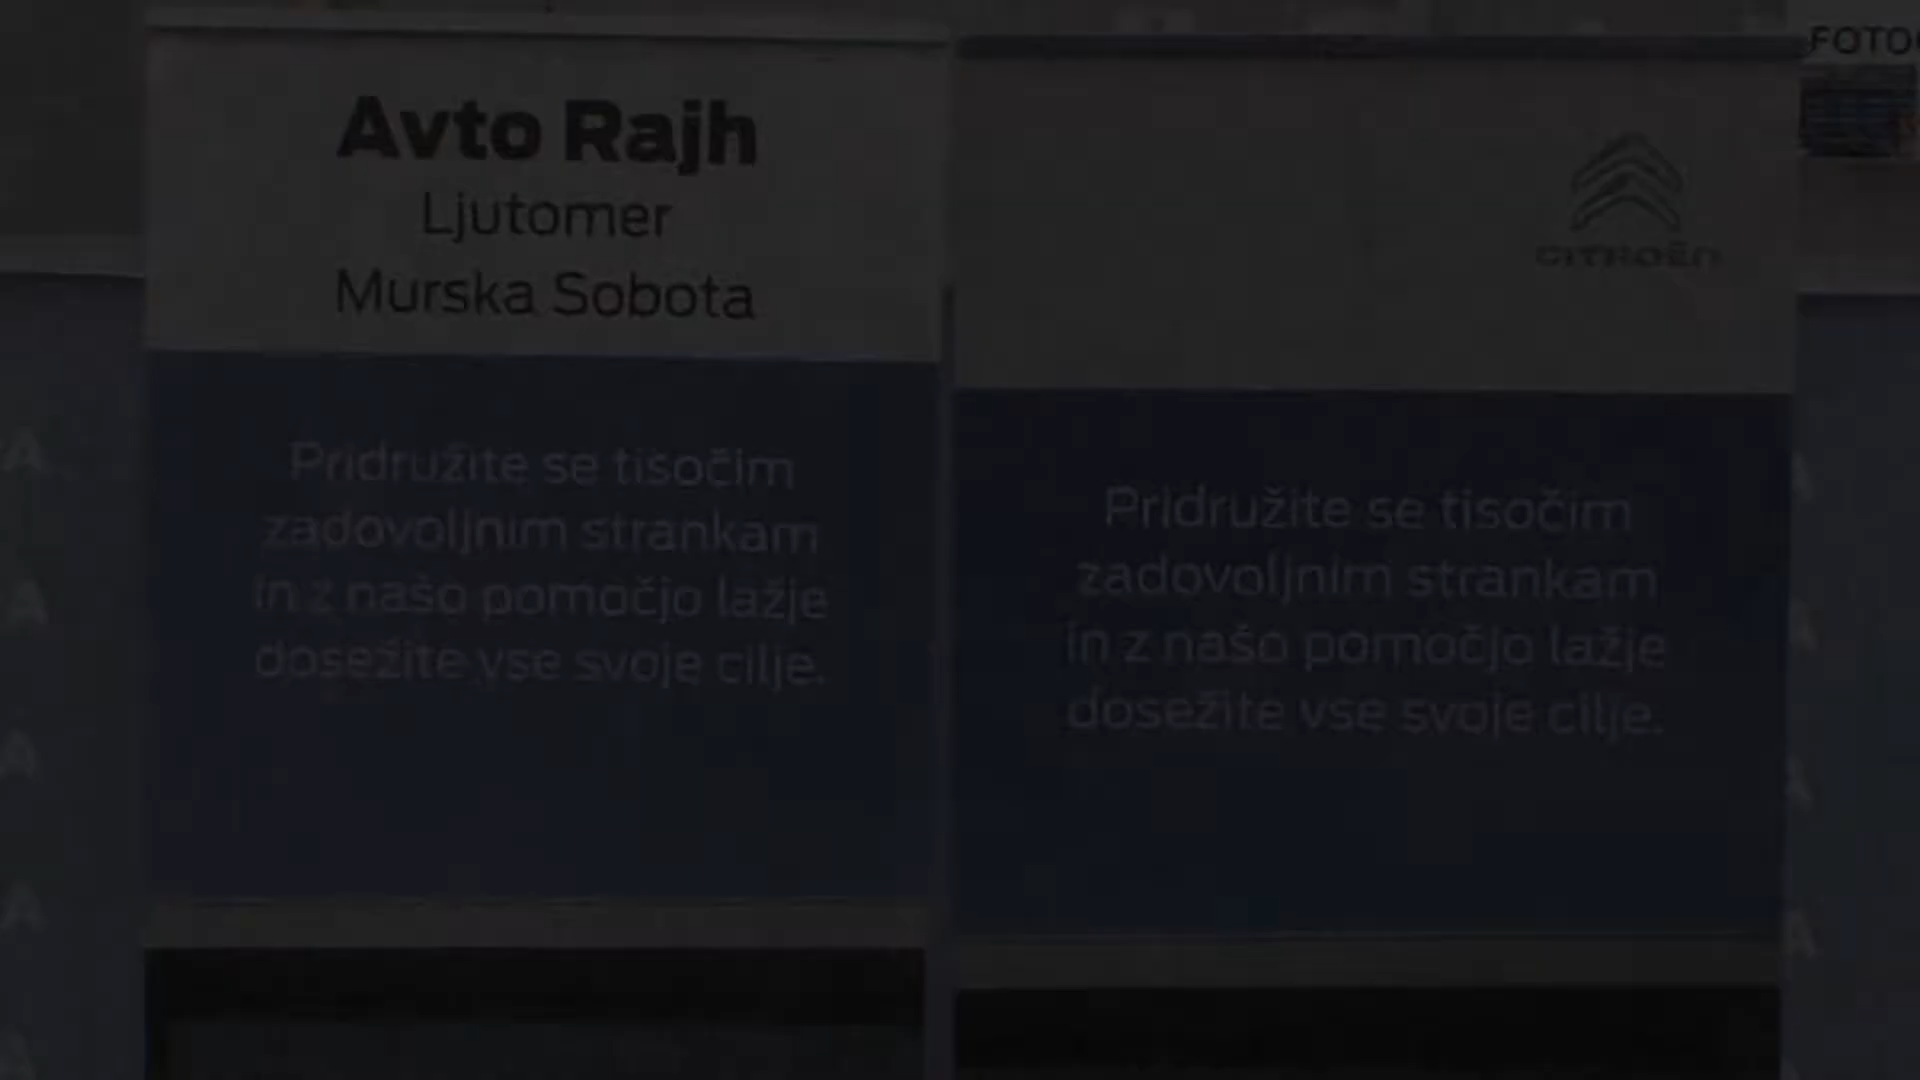 Avto Rajh
Ljutomer
Murska Sobota
Pridružite se tisočim
zadovoljnim strankam
in z našo pomočjo lažje
dosežite vse svoje cilje.
CITROËN
Pridružite se tisočim
zadovoljnim strankam
in z našo pomočjo lažje
dosežite vse svoje cilje.
FOTO
A
A
A
A
A
A
A
A
A